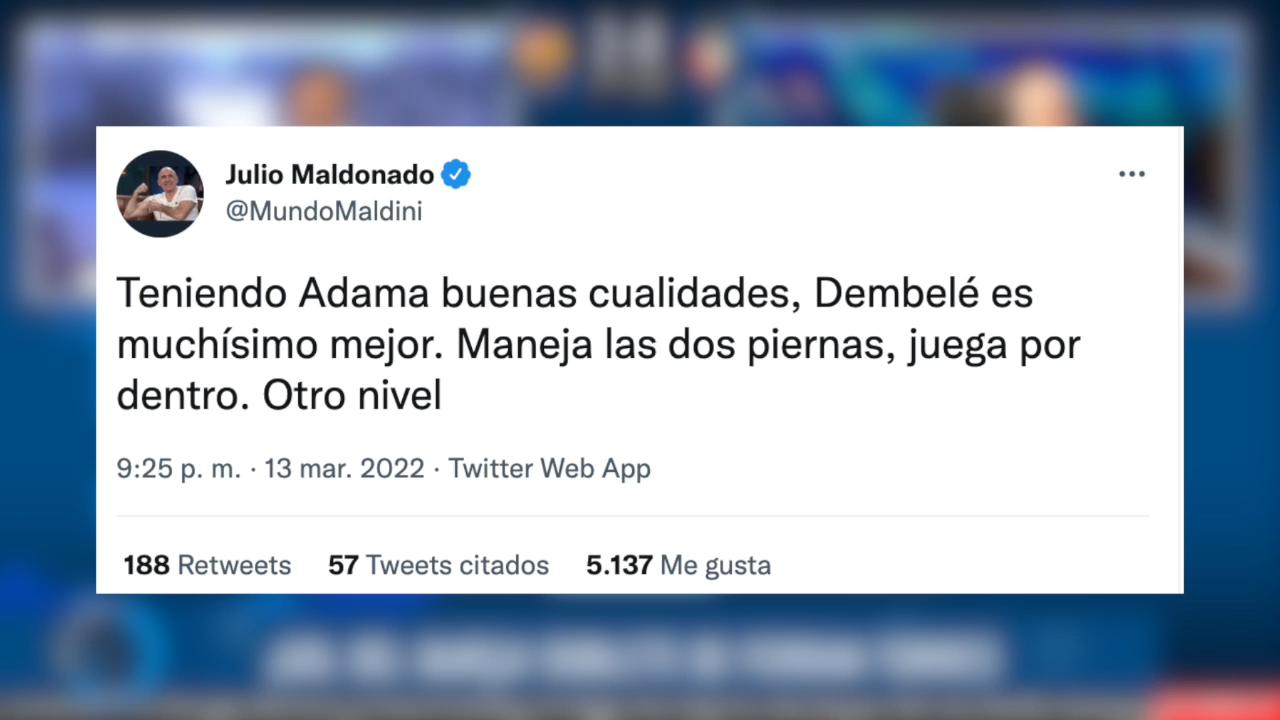 Julio Maldonado
@MundoMaldini
Teniendo Adama buenas cualidades, Dembelé es
muchísimo mejor. Maneja las dos piernas, juega por
dentro. Otro nivel
9:25 p. m. · 13 mar. 2022 · Twitter Web App
188 Retweets 57 Tweets citados 5.137 Me gusta